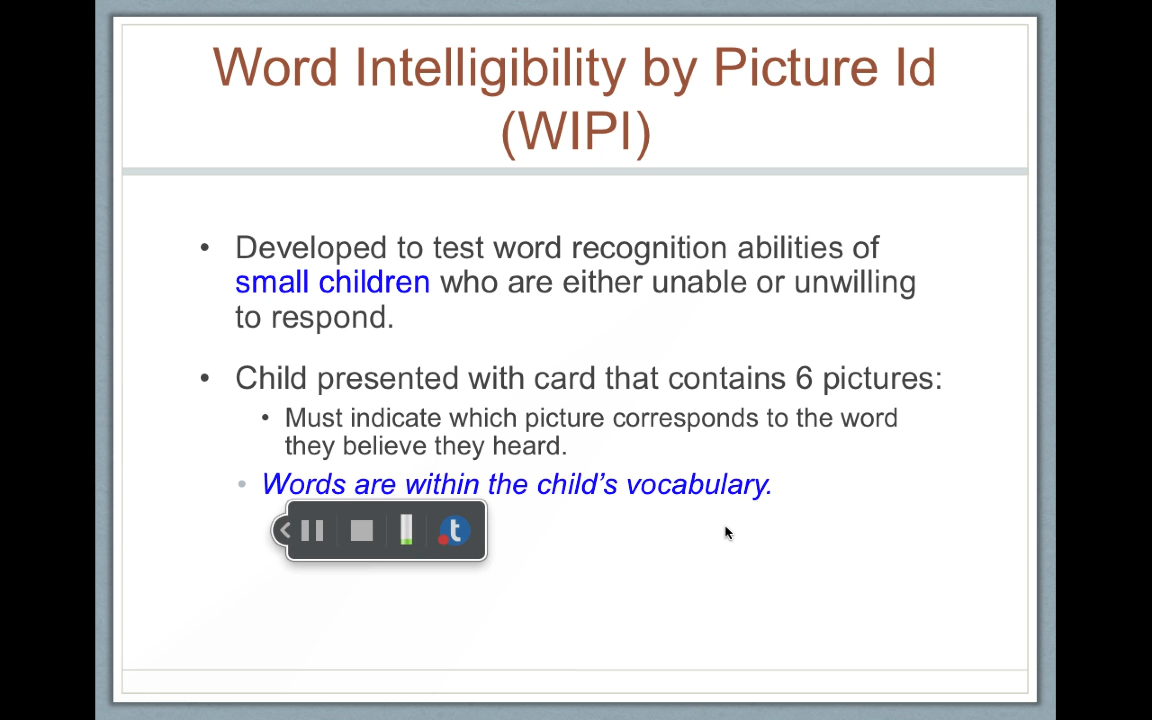 Word Intelligibility by Picture Id
(WIPI)
• Developed to test word recognition abilities of
small children who are either unable or unwilling
to respond.
• Child presented with card that contains 6 pictures:
• Must indicate which picture corresponds to the word
they believe they heard.
• Words are within the child’s vocabulary.
t